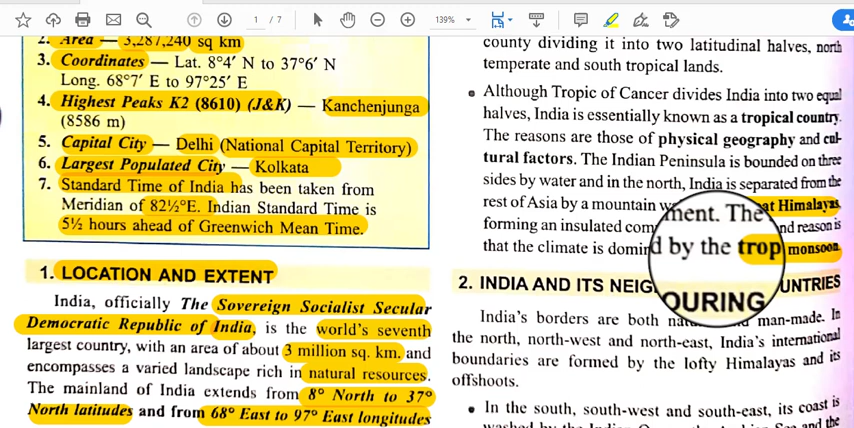 1 / 7
139%
2. Area — 3,287,240 sq km
3. Coordinates — Lat. 8°4′ N to 37°6′ N
Long. 68°7′ E to 97°25′ E
4. Highest Peaks K2 (8610) (J&K) — Kanchenjunga
(8586 m)
5. Capital City — Delhi (National Capital Territory)
6. Largest Populated City — Kolkata
7. Standard Time of India has been taken from
Meridian of 82½°E. Indian Standard Time is
5½ hours ahead of Greenwich Mean Time.
1. LOCATION AND EXTENT
India, officially The Sovereign Socialist Secular
Democratic Republic of India, is the world's seventh
largest country, with an area of about 3 million sq. km. and
encompasses a varied landscape rich in natural resources.
The mainland of India extends from 8° North to 37°
North latitudes and from 68° East to 97° East longitudes
county dividing it into two latitudinal halves, north
temperate and south tropical lands.
• Although Tropic of Cancer divides India into two equal
halves, India is essentially known as a tropical country.
The reasons are those of physical geography and cul-
tural factors. The Indian Peninsula is bounded on three
sides by water and in the north, India is separated from the
rest of Asia by a mountain at Himalayas,
forming an insulated ment. The nd reason is
that the climate is d by the trop monsoon.
2. INDIA AND ITS NEIG OURING UNTRIES
India's borders are both man-made. In
the north, north-west and north-east, India's international
boundaries are formed by the lofty Himalayas and its
offshoots.
• In the south, south-west and south-east, its coast is
and the